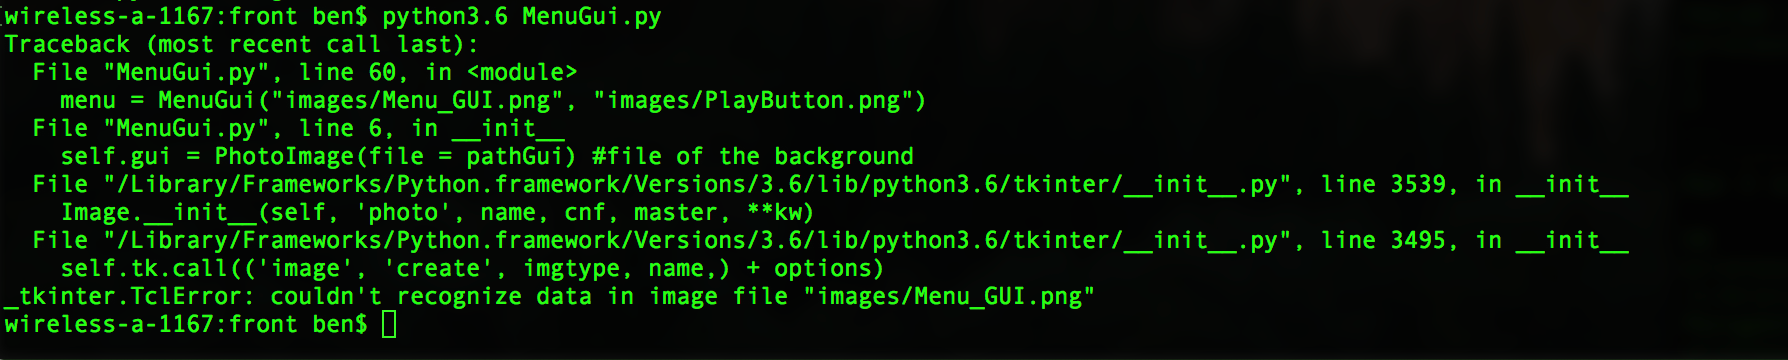 wireless-a-1167:front ben$ python3.6 MenuGui.py
Traceback (most recent call last):
  File "MenuGui.py", line 60, in <module>
    menu = MenuGui("images/Menu_GUI.png", "images/PlayButton.png")
  File "MenuGui.py", line 6, in __init__
    self.gui = PhotoImage(file = pathGui) #file of the background
  File "/Library/Frameworks/Python.framework/Versions/3.6/lib/python3.6/tkinter/__init__.py", line 3539, in __init__
    Image.__init__(self, 'photo', name, cnf, master, **kw)
  File "/Library/Frameworks/Python.framework/Versions/3.6/lib/python3.6/tkinter/__init__.py", line 3495, in __init__
    self.tk.call(('image', 'create', imgtype, name,) + options)
_tkinter.TclError: couldn't recognize data in image file "images/Menu_GUI.png"
wireless-a-1167:front ben$